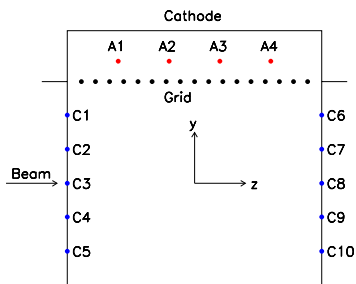 Cathode
A1 A2 A3 A4
Grid
C1 C6
y
C2 C7
Beam C3 z C8
C4 C9
C5 C10